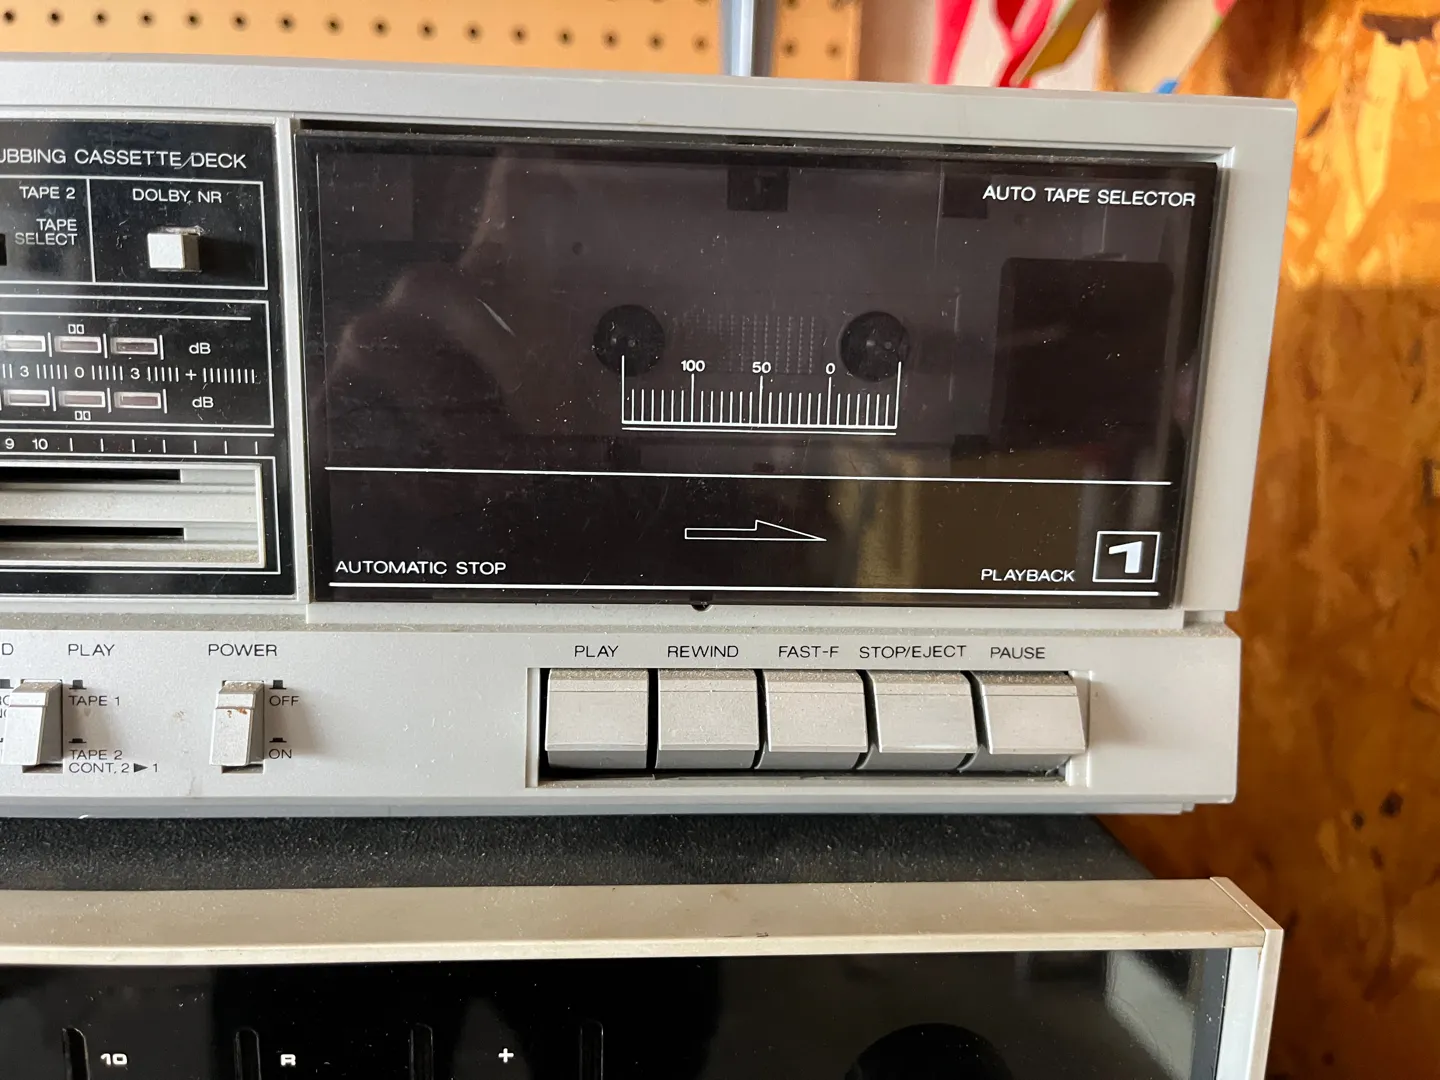 UBBING CASSETTE/DECK
TAPE 2
DOLBY NR
TAPE
SELECT
AUTO TAPE SELECTOR
dB
3 0 3 +
dB
9 10
100 50 0
AUTOMATIC STOP
PLAYBACK 1
D PLAY
TAPE 1
TAPE 2
CONT. 2 ▶ 1
POWER
OFF
ON
PLAY REWIND FAST-F STOP/EJECT PAUSE
10 R +